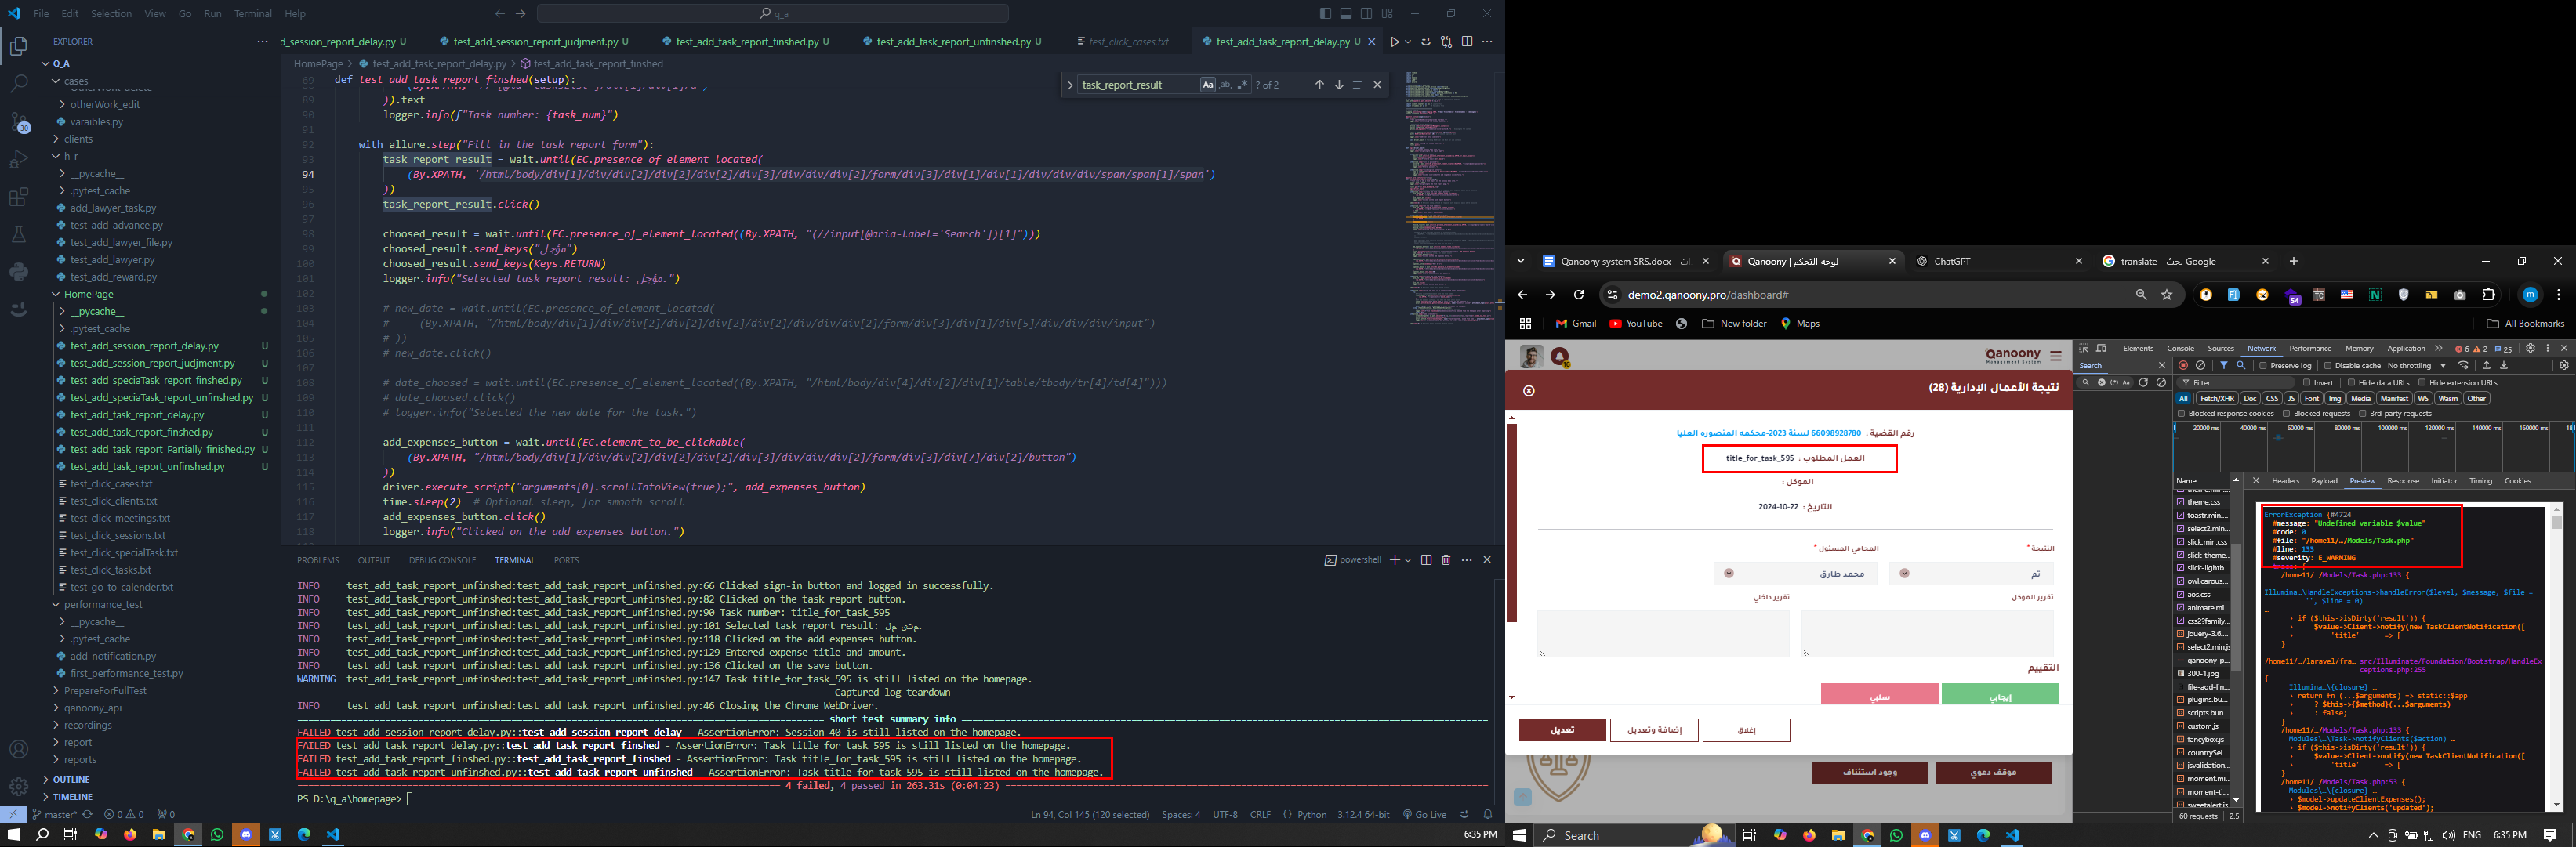 File Edit Selection View Go Run Terminal Help
q_a
EXPLORER
d_session_report_delay.py U
test_add_session_report_judjment.py U
test_add_task_report_finshed.py U
test_add_task_report_unfinshed.py U
test_click_cases.txt
test_add_task_report_delay.py U
HomePage > test_add_task_report_delay.py > test_add_task_report_finshed
task_report_result
? of 2
Q_A
cases
otherWork_edit
varaibles.py
clients
h_r
__pycache__
.pytest_cache
add_lawyer_task.py
test_add_advance.py
test_add_lawyer_file.py
test_add_lawyer.py
test_add_reward.py
HomePage
__pycache__
.pytest_cache
test_add_session_report_delay.py U
test_add_session_report_judjment.py U
test_add_speciaTask_report_finshed.py U
test_add_speciaTask_report_unfinshed.py U
test_add_task_report_delay.py U
test_add_task_report_finshed.py U
test_add_task_report_Partially_finished.py U
test_add_task_report_unfinshed.py U
test_click_cases.txt
test_click_clients.txt
test_click_meetings.txt
test_click_sessions.txt
test_click_specialTask.txt
test_click_tasks.txt
test_go_to_calender.txt
performance_test
__pycache__
.pytest_cache
add_notification.py
first_performance_test.py
PrepareForFullTest
qanoony_api
recordings
report
reports
OUTLINE
TIMELINE
69 def test_add_task_report_finshed(setup):
89 )).text
90 logger.info(f"Task number: {task_num}")
91
92 with allure.step("Fill in the task report form"):
93 task_report_result = wait.until(EC.presence_of_element_located(
94 (By.XPATH, '/html/body/div[1]/div/div[2]/div[2]/div[2]/div[3]/div/div/div[2]/form/div[3]/div[1]/div[1]/div/div/div/span/span[1]/span')
95 ))
96 task_report_result.click()
97
98 choosed_result = wait.until(EC.presence_of_element_located((By.XPATH, "(//input[@aria-label='Search'])[1]")))
99 choosed_result.send_keys("مؤجل")
100 choosed_result.send_keys(Keys.RETURN)
101 logger.info("Selected task report result: مؤجل.")
102
103 # new_date = wait.until(EC.presence_of_element_located(
104 # (By.XPATH, "/html/body/div[1]/div/div[2]/div[2]/div[2]/div[2]/div/div/div[2]/form/div[3]/div[1]/div[5]/div/div/div/input")
105 # ))
106 # new_date.click()
107
108 # date_choosed = wait.until(EC.presence_of_element_located((By.XPATH, "/html/body/div[4]/div[2]/div[1]/table/tbody/tr[4]/td[4]")))
109 # date_choosed.click()
110 # logger.info("Selected the new date for the task.")
111
112 add_expenses_button = wait.until(EC.element_to_be_clickable(
113 (By.XPATH, "/html/body/div[1]/div/div[2]/div[2]/div[2]/div[3]/div/div/div[2]/form/div[3]/div[7]/div[2]/button")
114 ))
115 driver.execute_script("arguments[0].scrollIntoView(true);", add_expenses_button)
116 time.sleep(2) # Optional sleep, for smooth scroll
117 add_expenses_button.click()
118 logger.info("Clicked on the add expenses button.")
PROBLEMS OUTPUT DEBUG CONSOLE TERMINAL PORTS
powershell
INFO test_add_task_report_unfinshed:test_add_task_report_unfinshed.py:66 Clicked sign-in button and logged in successfully.
INFO test_add_task_report_unfinshed:test_add_task_report_unfinshed.py:82 Clicked on the task report button.
INFO test_add_task_report_unfinshed:test_add_task_report_unfinshed.py:90 Task number: title_for_task_595
INFO test_add_task_report_unfinshed:test_add_task_report_unfinshed.py:101 Selected task report result:
INFO test_add_task_report_unfinshed:test_add_task_report_unfinshed.py:118 Clicked on the add expenses button.
INFO test_add_task_report_unfinshed:test_add_task_report_unfinshed.py:129 Entered expense title and amount.
INFO test_add_task_report_unfinshed:test_add_task_report_unfinshed.py:136 Clicked on the save button.
WARNING test_add_task_report_unfinshed:test_add_task_report_unfinshed.py:147 Task title_for_task_595 is still listed on the homepage.
Captured log teardown
INFO test_add_task_report_unfinshed:test_add_task_report_unfinshed.py:46 Closing the Chrome WebDriver.
short test summary info
FAILED test_add_session_report_delay.py::test_add_session_report_delay - AssertionError: Session 40 is still listed on the homepage.
FAILED test_add_task_report_delay.py::test_add_task_report_finshed - AssertionError: Task title_for_task_595 is still listed on the homepage.
FAILED test_add_task_report_finshed.py::test_add_task_report_finshed - AssertionError: Task title_for_task_595 is still listed on the homepage.
FAILED test_add_task_report_unfinshed.py::test_add_task_report_unfinshed - AssertionError: Task title_for_task_595 is still listed on the homepage.
4 failed, 4 passed in 263.31s (0:04:23)
PS D:\q_a\homepage>
master* 0 0 0
Ln 94, Col 145 (120 selected) Spaces: 4 UTF-8 CRLF Python 3.12.4 64-bit Go Live
6:35 PM
Qanoony system SRS.docx
Qanoony | لوحة التحكم
ChatGPT
translate - بحث Google
demo2.qanoony.pro/dashboard#
Gmail YouTube New folder Maps All Bookmarks
Qanoony
Management System
نتيجة الأعمال الإدارية (28)
رقم القضية : 66098928780 لسنة 2023-محكمه المنصوره العليا
العمل المطلوب : title_for_task_595
الموكل :
التاريخ : 2024-10-22
النتيجة *
المحامي المسئول *
تم
محمد طارق
تقرير الموكل
تقرير داخلي
التقييم
إيجابي
سلبي
تعديل
إضافة وتعديل
إغلاق
موقف دعوي
وجود استئناف
Elements Console Sources Network Performance Memory Application 6 2 25
Search
Preserve log Disable cache No throttling
Filter Invert Hide data URLs Hide extension URLs
All Fetch/XHR Doc CSS JS Font Img Media Manifest WS Wasm Other
Blocked response cookies Blocked requests 3rd-party requests
20000 ms 40000 ms 60000 ms 80000 ms 100000 ms 120000 ms 140000 ms 160000 ms
Name
Headers Payload Preview Response Initiator Timing Cookies
theme.css
toastr.min....
select2.min...
slick.min.css
slick-theme...
slick-lightb...
owl.carous...
aos.css
animate.mi...
css2?family...
jquery-3.6....
select2.min.js
qanoony-p...
300-1.jpg
file-add-lin...
plugins.bu...
scripts.bun...
custom.js
fancybox.js
countrySel...
jsvalidation...
moment.mi...
moment-ti...
sweetalert.js
60 requests 2.5
ErrorException {#4724
#message: "Undefined variable $value"
#code: 0
#file: "/home11/…/Models/Task.php"
#line: 133
#severity: E_WARNING
/home11/…/Models/Task.php:133 {
Illumina…\HandleExceptions->handleError($level, $message, $file = '', $line = 0)
› if ($this->isDirty('result')) {
› $value->Client->notify(new TaskClientNotification([
› 'title' => [
}
/home11/…/laravel/fra… src/Illuminate/Foundation/Bootstrap/HandleExceptions.php:255
{
Illumina…\{closure} …
› return fn (...$arguments) => static::$app
› ? $this->{$method}(...$arguments)
› : false;
}
/home11/…/Models/Task.php:133 {
Modules\…\Task->notifyClients($action) …
› if ($this->isDirty('result')) {
› $value->Client->notify(new TaskClientNotification([
› 'title' => [
}
/home11/…/Models/Task.php:53 {
Modules\…\{closure} …
› $model->updateClientExpenses();
› $model->notifyClients('updated');
Search
ENG 6:35 PM